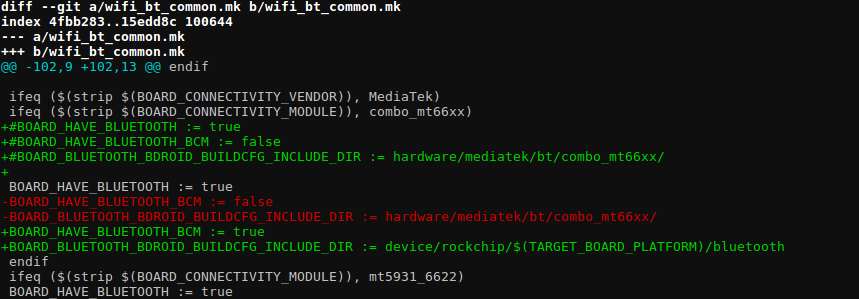 diff --git a/wifi_bt_common.mk b/wifi_bt_common.mk
index 4fbb283..15edd8c 100644
--- a/wifi_bt_common.mk
+++ b/wifi_bt_common.mk
@@ -102,9 +102,13 @@ endif

 ifeq ($(strip $(BOARD_CONNECTIVITY_VENDOR)), MediaTek)
 ifeq ($(strip $(BOARD_CONNECTIVITY_MODULE)), combo_mt66xx)
+#BOARD_HAVE_BLUETOOTH := true
+#BOARD_HAVE_BLUETOOTH_BCM := false
+#BOARD_BLUETOOTH_BDROID_BUILDCFG_INCLUDE_DIR := hardware/mediatek/bt/combo_mt66xx/
+
 BOARD_HAVE_BLUETOOTH := true
-BOARD_HAVE_BLUETOOTH_BCM := false
-BOARD_BLUETOOTH_BDROID_BUILDCFG_INCLUDE_DIR := hardware/mediatek/bt/combo_mt66xx/
+BOARD_HAVE_BLUETOOTH_BCM := true
+BOARD_BLUETOOTH_BDROID_BUILDCFG_INCLUDE_DIR := device/rockchip/$(TARGET_BOARD_PLATFORM)/bluetooth
 endif
 ifeq ($(strip $(BOARD_CONNECTIVITY_MODULE)), mt5931_6622)
 BOARD_HAVE_BLUETOOTH := true